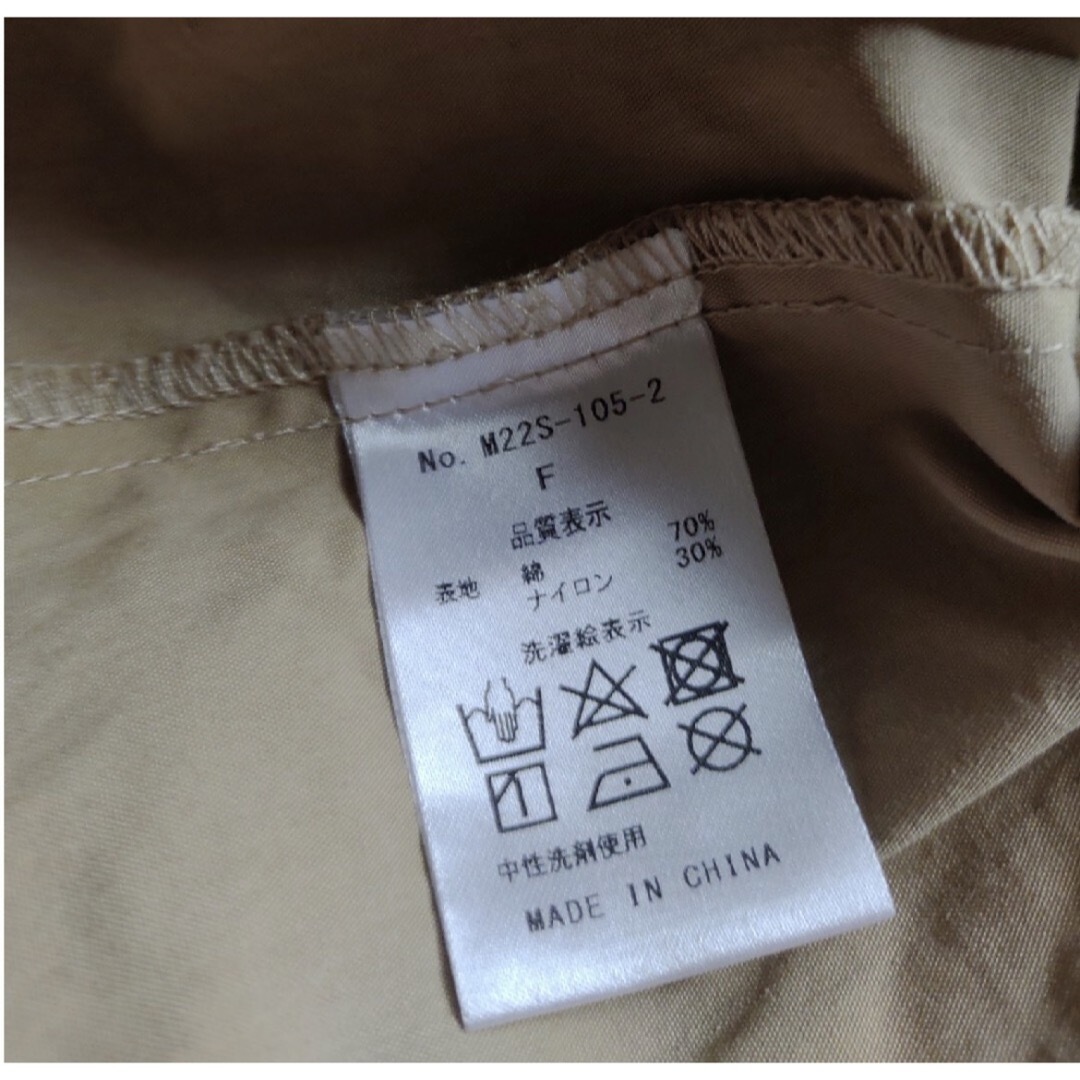 No. M22S-105-2
F
品質表示
表地 綿 70%
ナイロン 30%
洗濯絵表示
中性洗剤使用
MADE IN CHINA